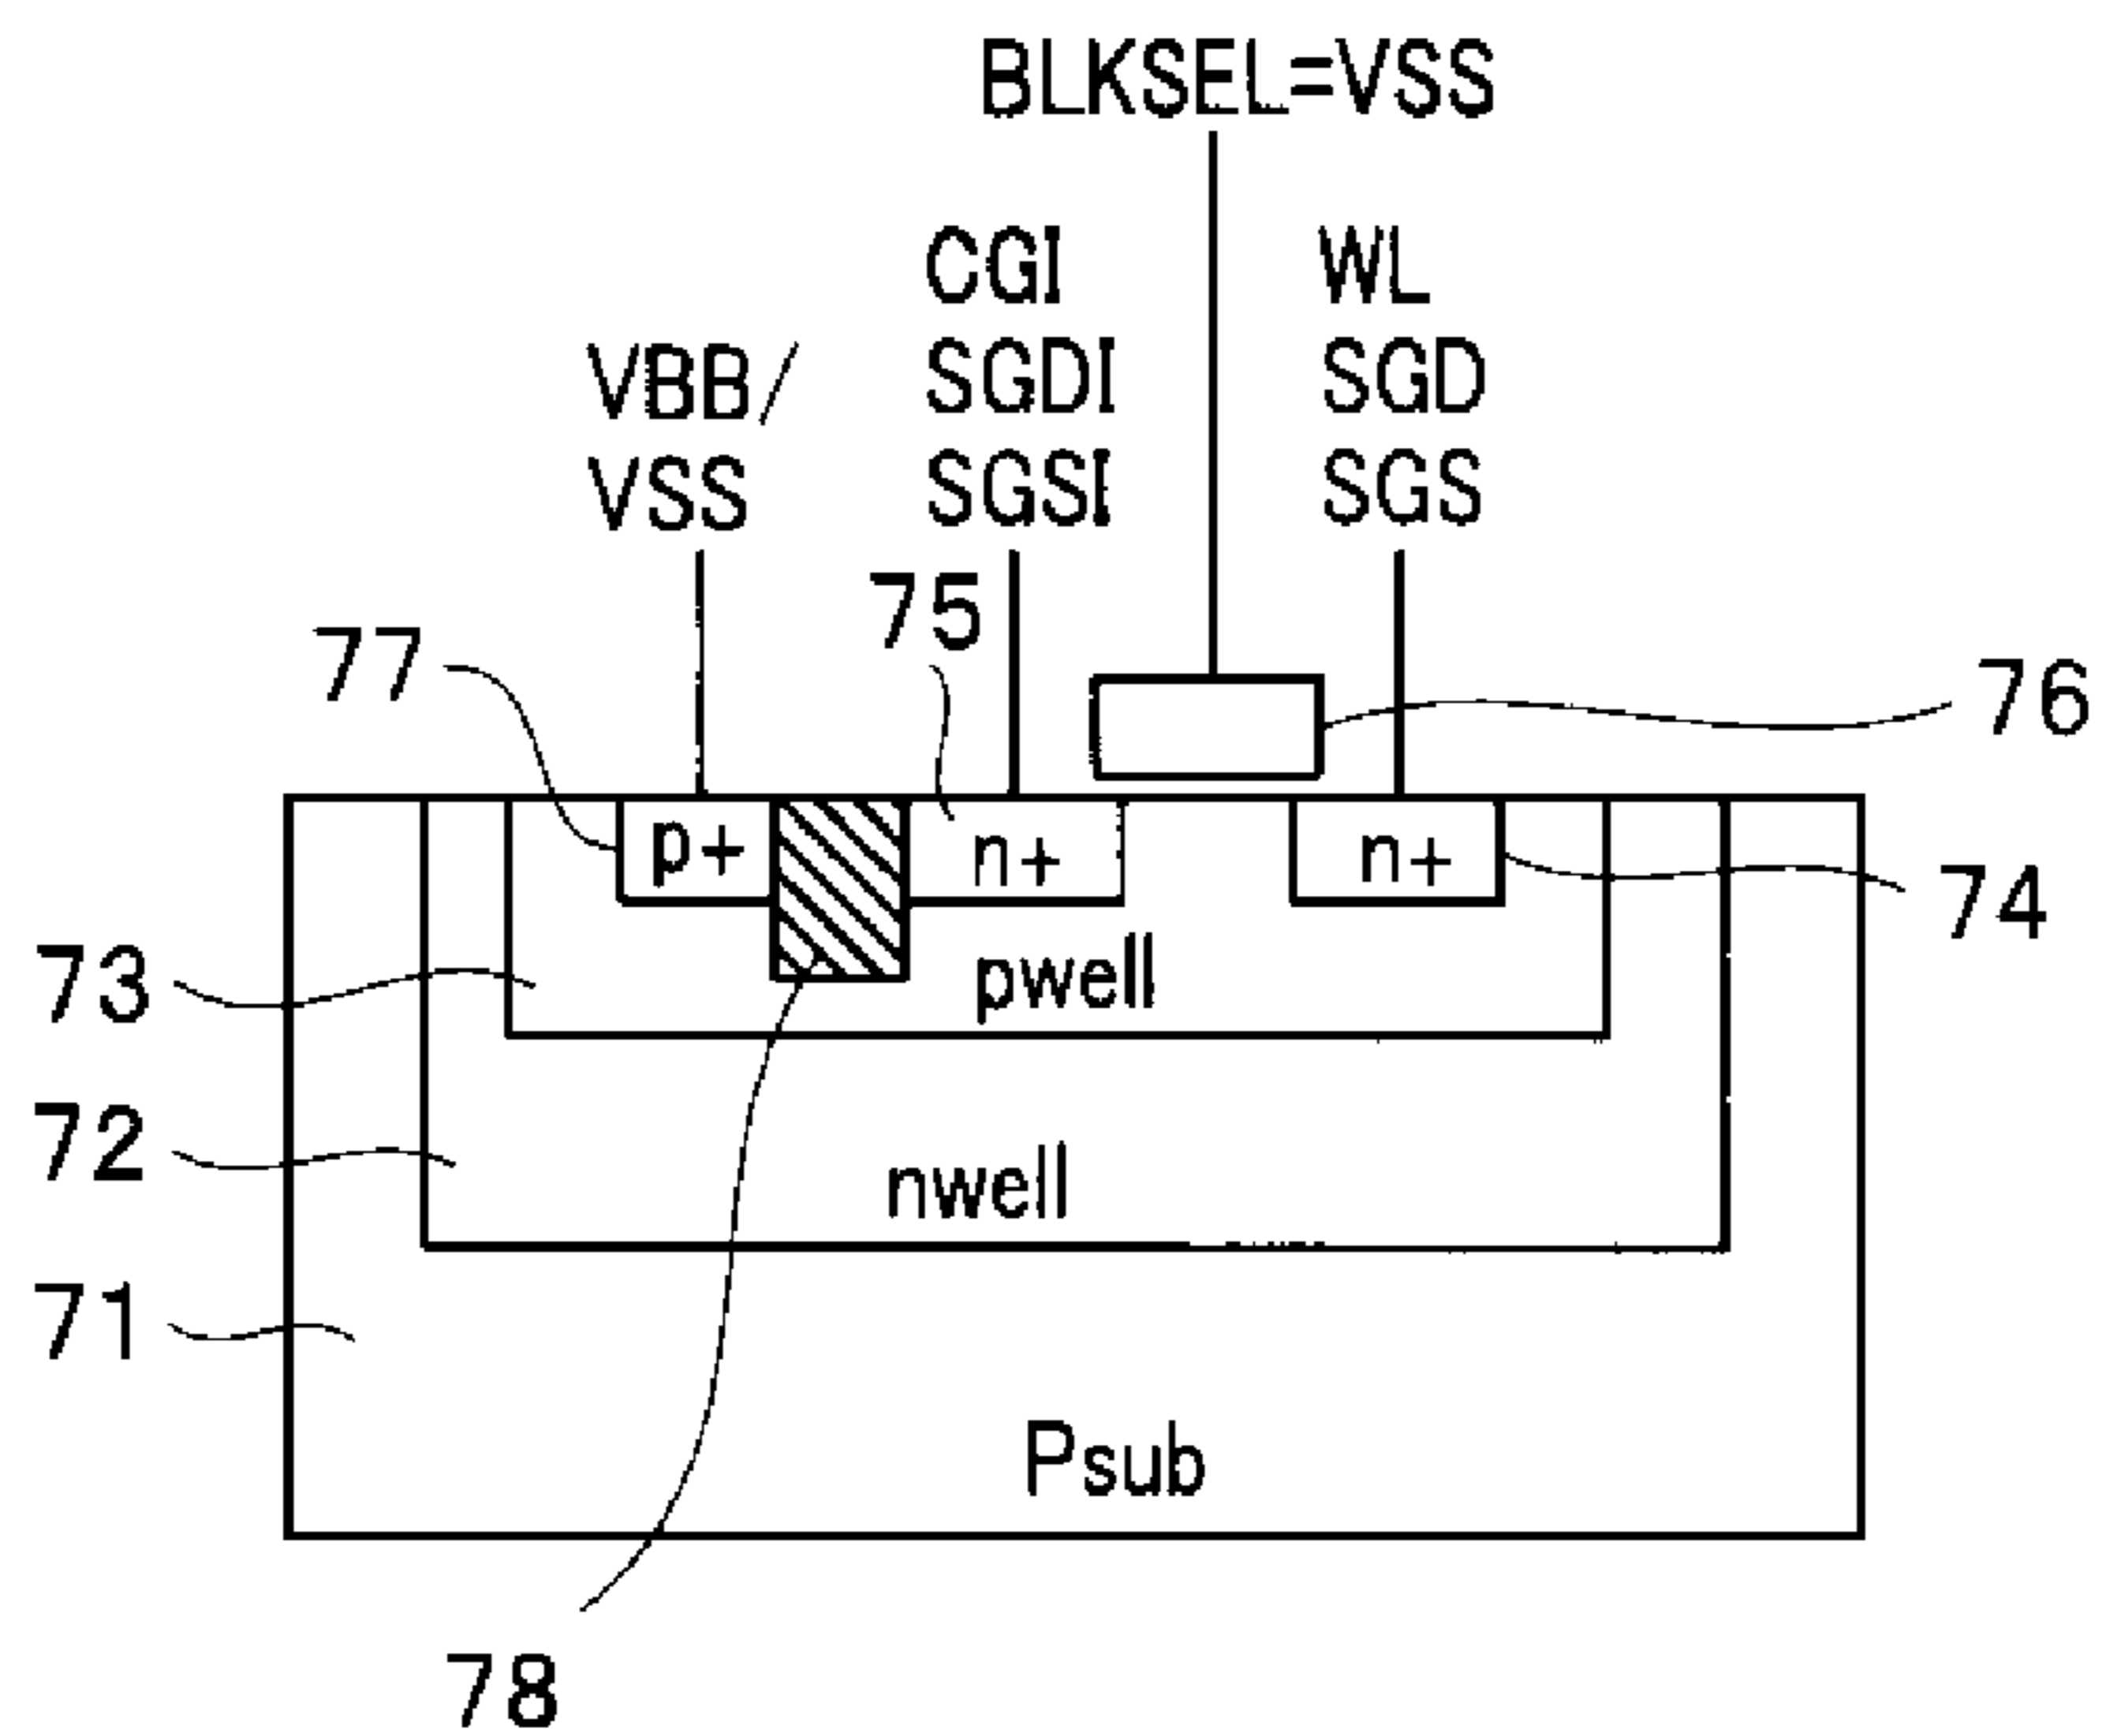 BLKSEL=VSS
CGI
SGDI
SGSI
WL
SGD
SGS
VBB/
VSS
75
77
76
p+
n+
n+
74
73
pwell
72
nwell
71
Psub
78